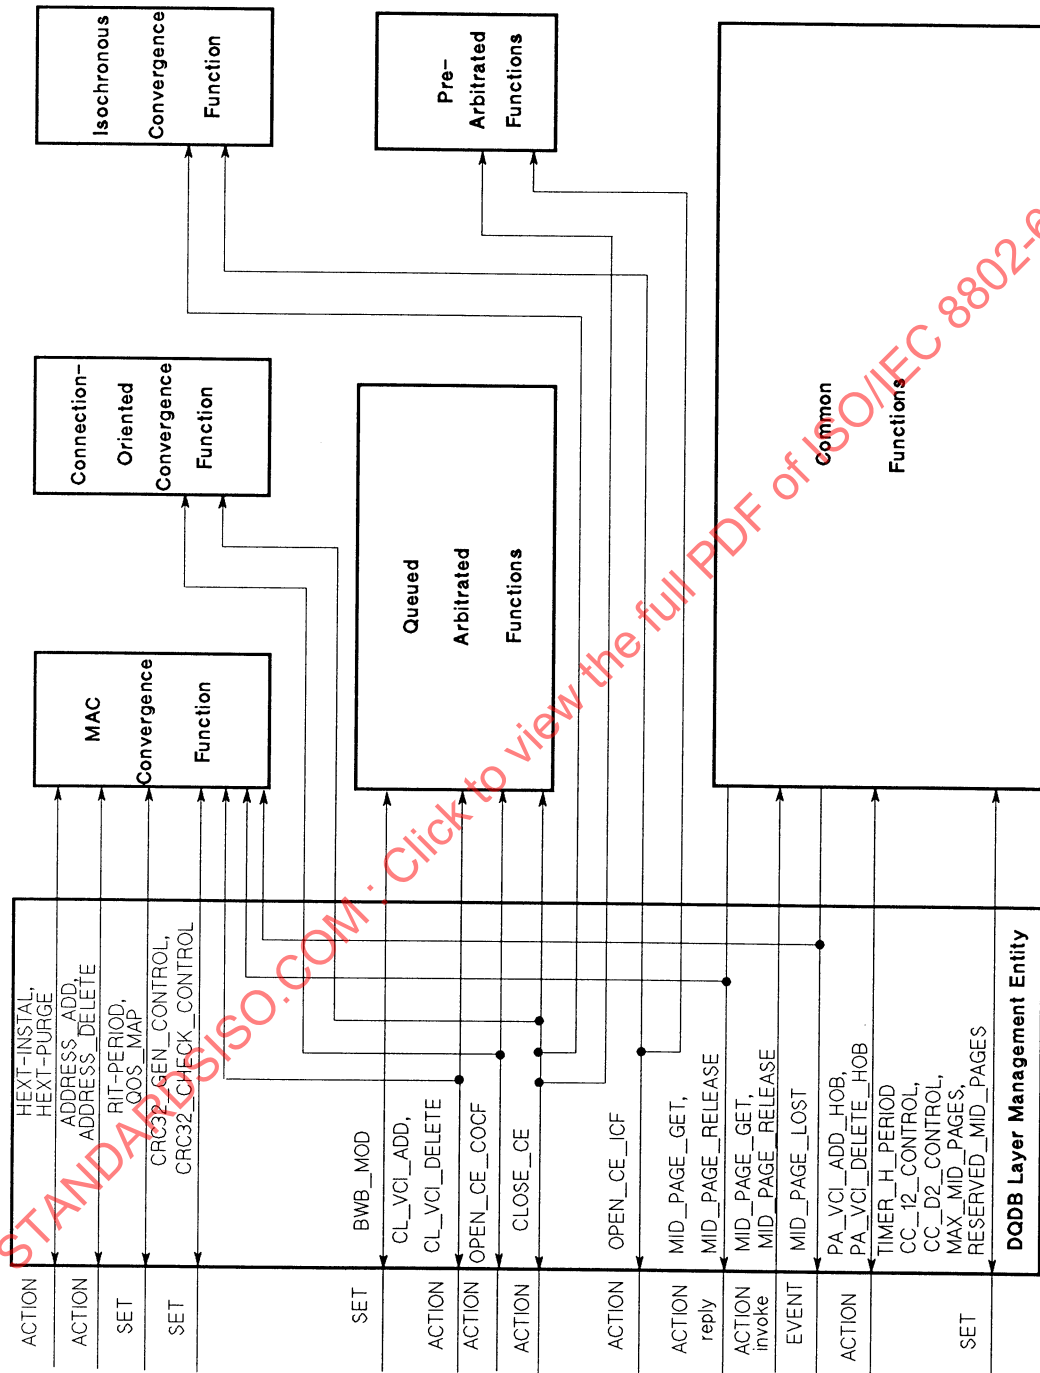 Isochronous
Convergence
Function
Pre-
Arbitrated
Functions
Connection-
Oriented
Convergence
Function
Queued
Arbitrated
Functions
Common
Functions
MAC
Convergence
Function
HEXT-INSTAL,
HEXT-PURGE
ADDRESS_ADD,
ADDRESS_DELETE
RIT-PERIOD,
QOS_MAP
CRC32_GEN_CONTROL,
CRC32_CHECK_CONTROL
BWB_MOD
CL_VCI_ADD,
CL_VCI_DELETE
OPEN_CE_COCF
CLOSE_CE
OPEN_CE_ICF
MID_PAGE_GET,
MID_PAGE_RELEASE
MID_PAGE_GET,
MID_PAGE_RELEASE
MID_PAGE_LOST
PA_VCI_ADD_HOB,
PA_VCI_DELETE_HOB
TIMER_H_PERIOD
CC_12_CONTROL,
CC_D2_CONTROL,
MAX_MID_PAGES,
RESERVED_MID_PAGES
DQDB Layer Management Entity
ACTION
ACTION
SET
SET
SET
ACTION
ACTION
ACTION
ACTION
ACTION
reply
ACTION
invoke
EVENT
ACTION
SET
STANDARDSISO.COM : Click to view the full PDF of ISO/IEC 8802-6